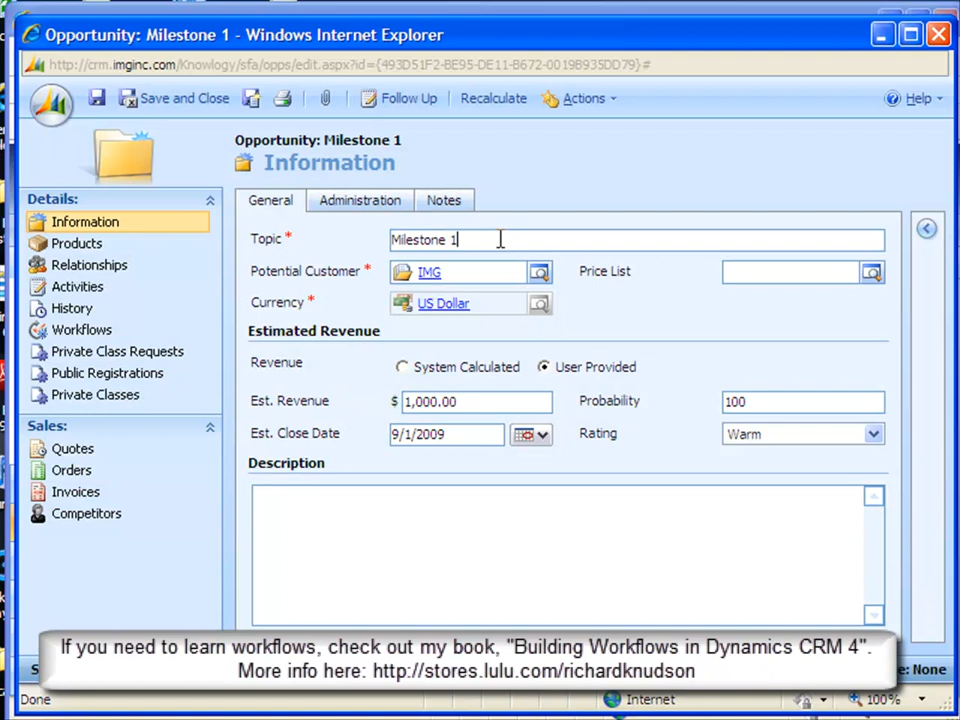 Opportunity: Milestone 1 - Windows Internet Explorer
http://crm.imginc.com/Knowlogy/sfa/opps/edit.aspx?id={493D51F2-BE95-DE11-B672-0019B935DD79}#
Save and Close Follow Up Recalculate Actions Help
Opportunity: Milestone 1
Information
Details:
Information
Products
Relationships
Activities
History
Workflows
Private Class Requests
Public Registrations
Private Classes
Sales:
Quotes
Orders
Invoices
Competitors
General Administration Notes
Topic * Milestone 1
Potential Customer * IMG Price List
Currency * US Dollar
Estimated Revenue
Revenue System Calculated User Provided
Est. Revenue $ 1,000.00 Probability 100
Est. Close Date 9/1/2009 Rating Warm
Description
If you need to learn workflows, check out my book, "Building Workflows in Dynamics CRM 4".
More info here: http://stores.lulu.com/richardknudson
S e: None
Done Internet 100%